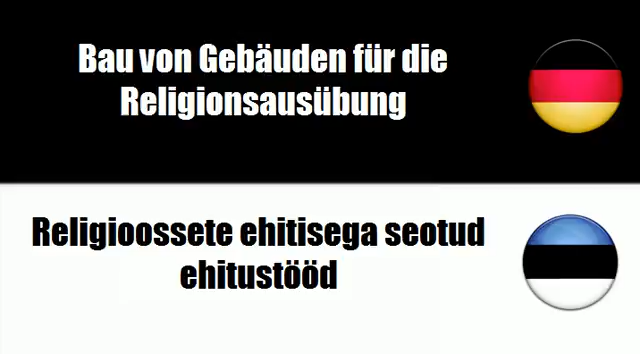 Bau von Gebäuden für die
Religionsausübung
Religioossete ehitisega seotud
ehitustööd